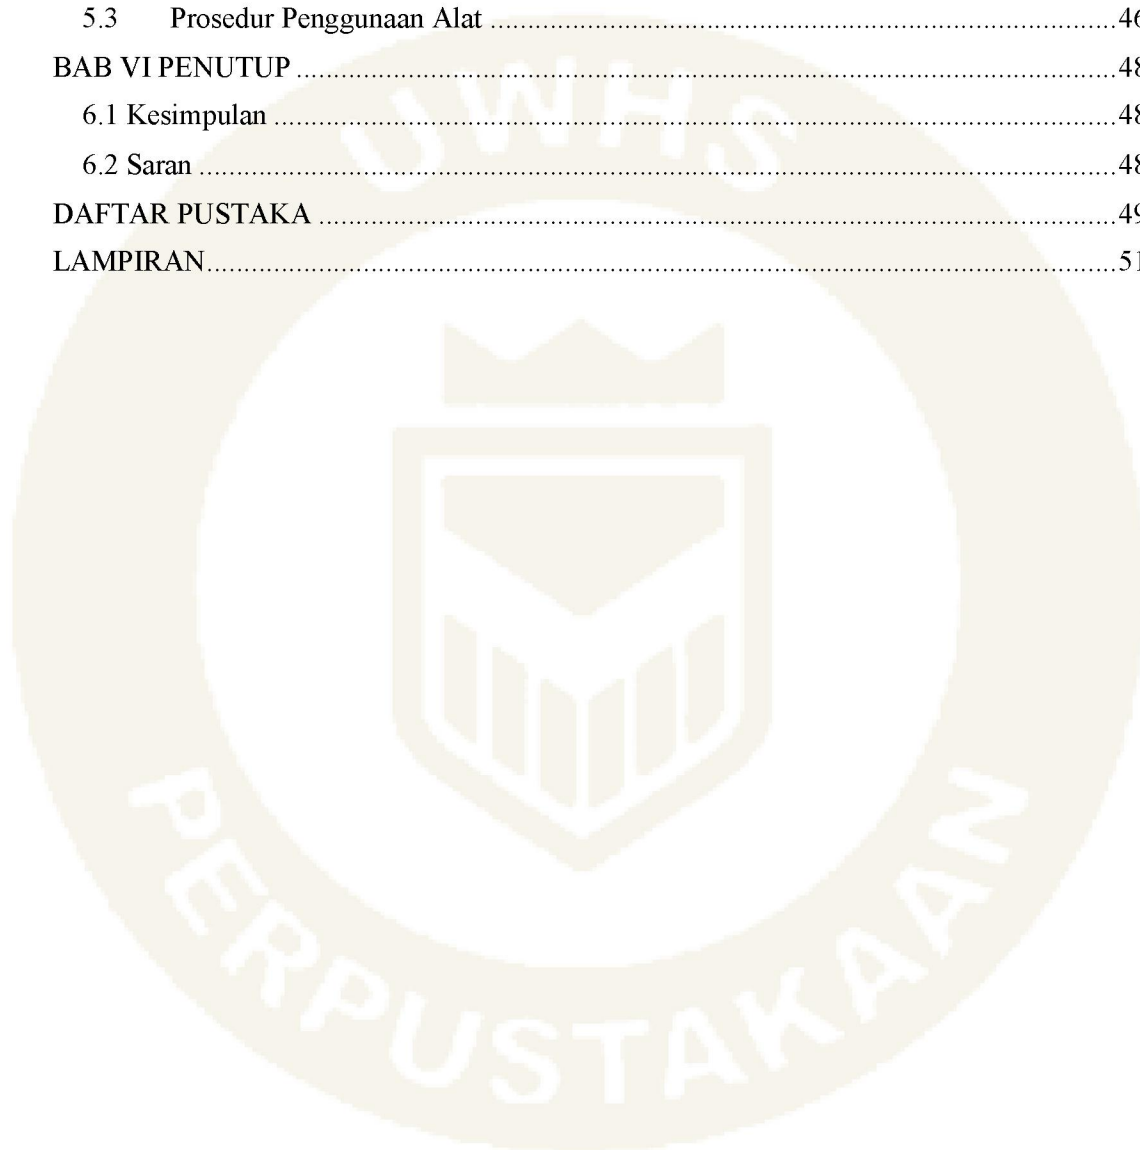 5.3 Prosedur Penggunaan Alat ........................................................................................ 46
BAB VI PENUTUP ........................................................................................ 48
6.1 Kesimpulan ........................................................................................ 48
6.2 Saran ........................................................................................ 48
DAFTAR PUSTAKA ........................................................................................ 49
LAMPIRAN ........................................................................................ 51
UWHS
PERPUSTAKAAN